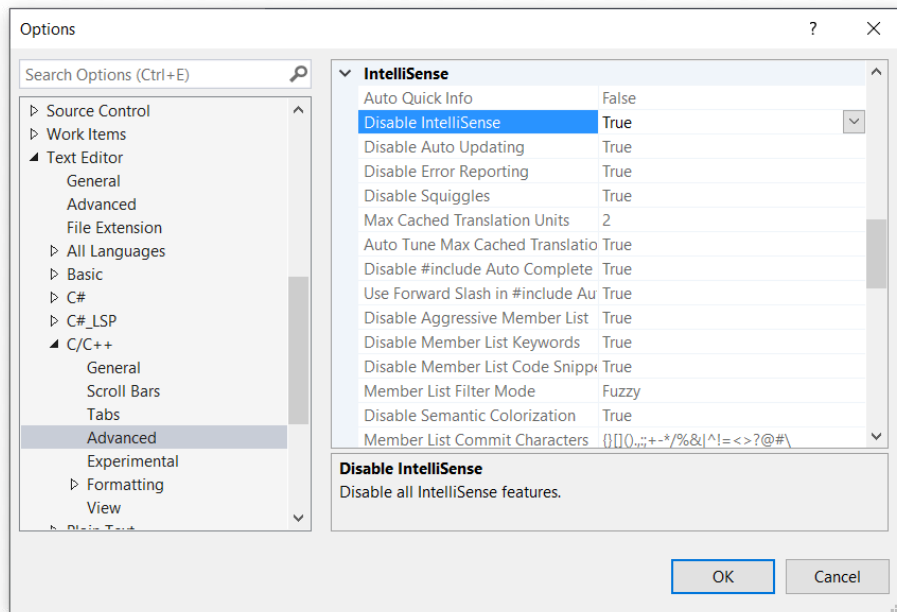 Options
?
Search Options (Ctrl+E)
Source Control
Work Items
Text Editor
General
Advanced
File Extension
All Languages
Basic
C#
C#_LSP
C/C++
General
Scroll Bars
Tabs
Advanced
Experimental
Formatting
View
Plain Text
IntelliSense
Auto Quick Info False
Disable IntelliSense True
Disable Auto Updating True
Disable Error Reporting True
Disable Squiggles True
Max Cached Translation Units 2
Auto Tune Max Cached Translatio True
Disable #include Auto Complete True
Use Forward Slash in #include Au True
Disable Aggressive Member List True
Disable Member List Keywords True
Disable Member List Code Snippe True
Member List Filter Mode Fuzzy
Disable Semantic Colorization True
Member List Commit Characters {}[]().,:;+-*/%&|^!=<>?@#\
Disable IntelliSense
Disable all IntelliSense features.
OK
Cancel